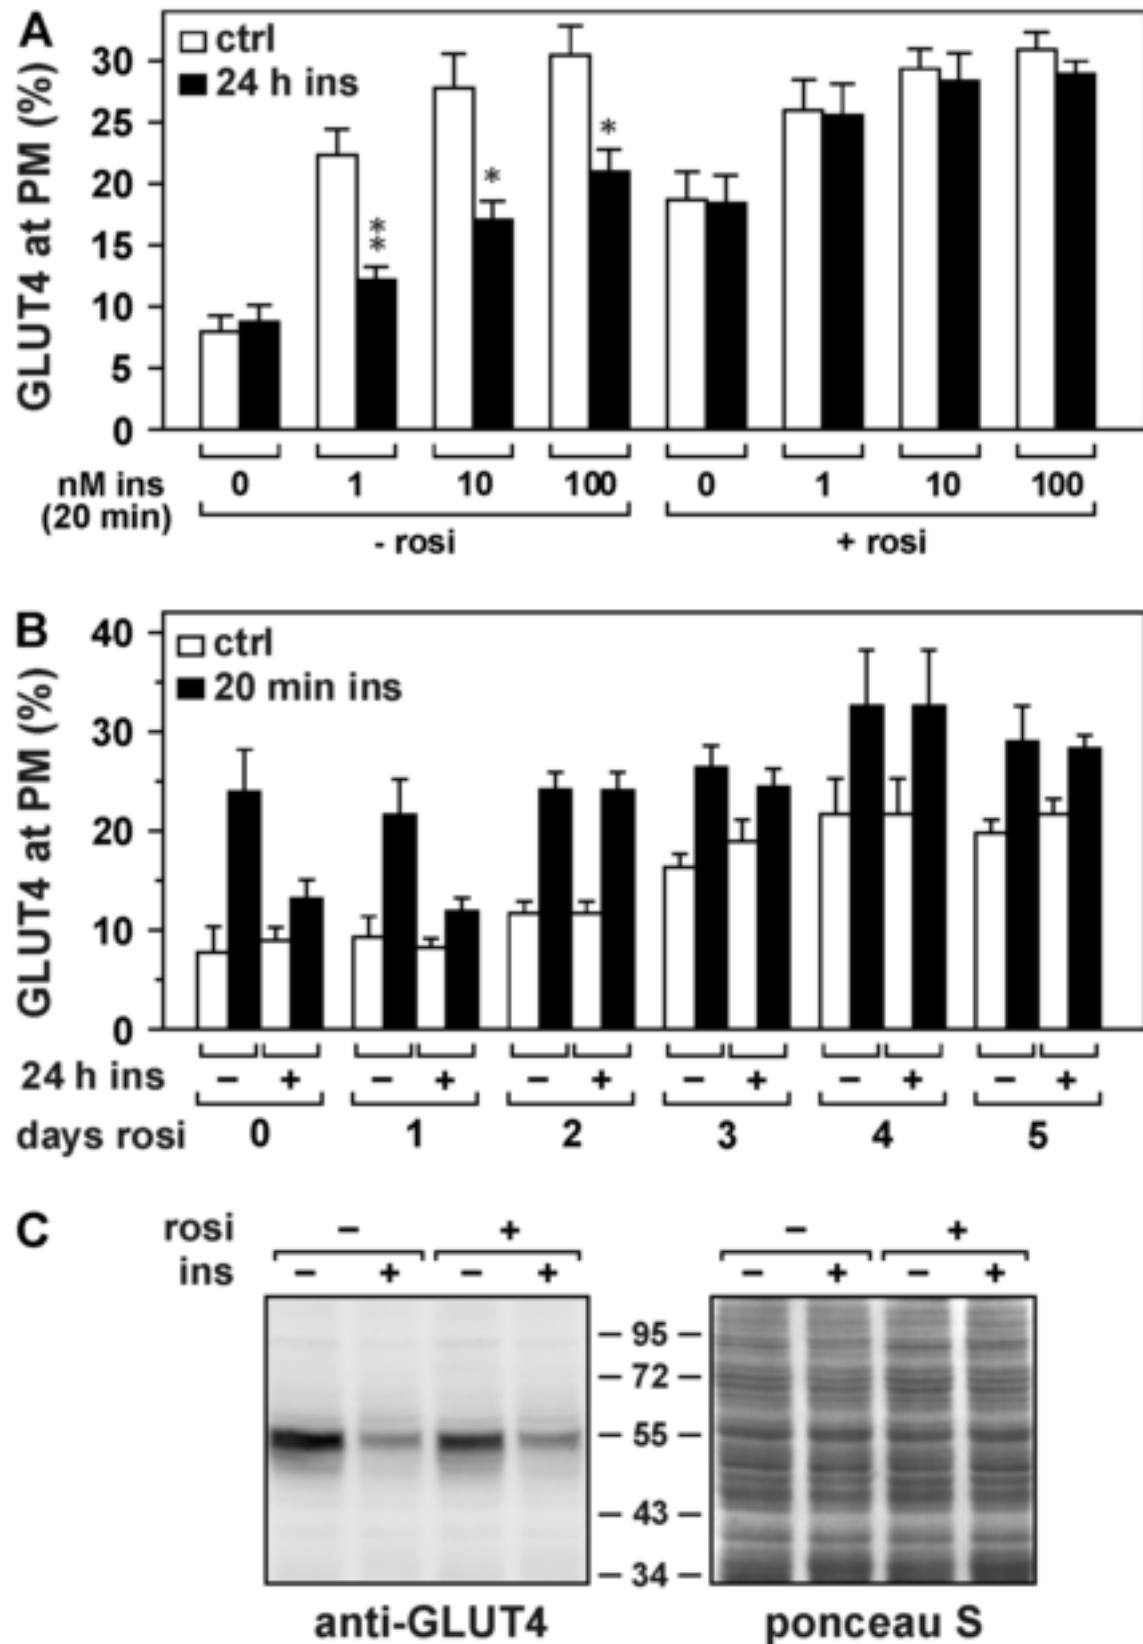 A
ctrl
24 h ins
GLUT4 at PM (%)
30
25
20
15
10
5
0
*
*
*
*
nM ins 0 1 10 100 0 1 10 100
(20 min)
- rosi + rosi
B
ctrl
20 min ins
GLUT4 at PM (%)
40
30
20
10
0
24 h ins − + − + − + − + − + − +
days rosi 0 1 2 3 4 5
C
rosi − + − +
ins − + − + − + − +
− 95 −
− 72 −
− 55 −
− 43 −
− 34 −
anti-GLUT4 ponceau S